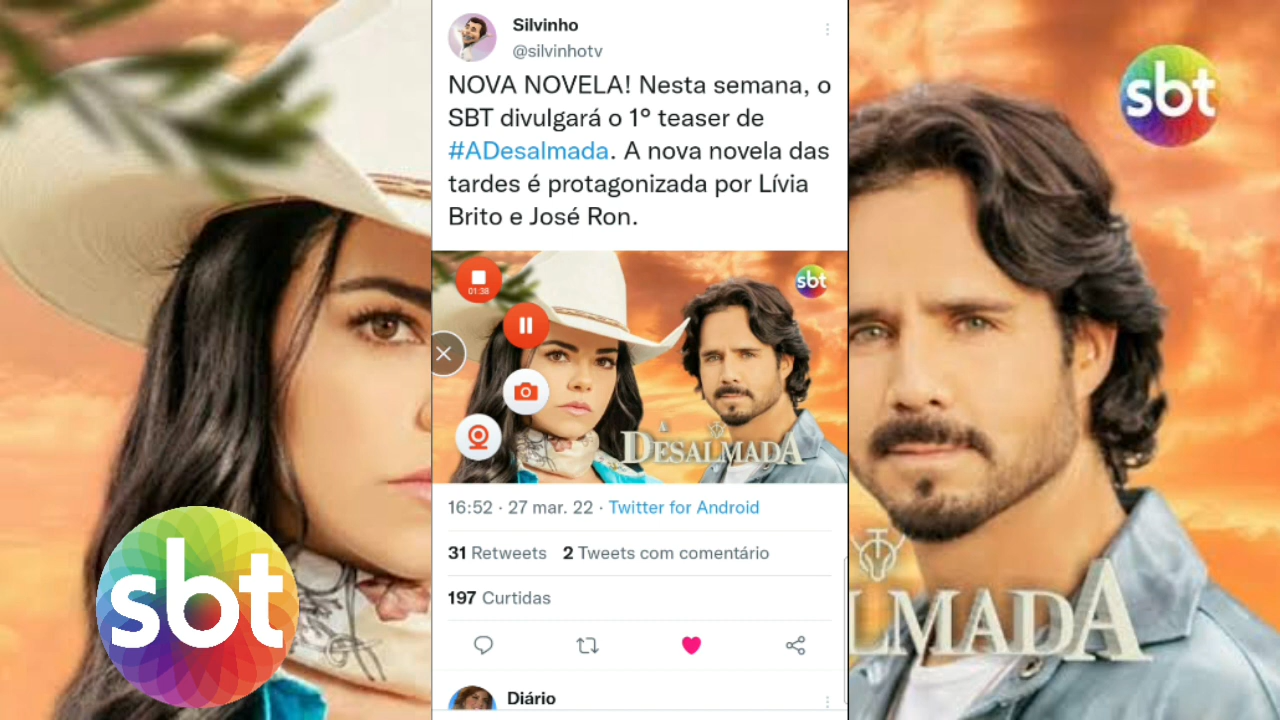 Silvinho
@silvinhotv
NOVA NOVELA! Nesta semana, o
SBT divulgará o 1° teaser de
#ADesalmada. A nova novela das
tardes é protagonizada por Lívia
Brito e José Ron.
sbt
01:38
A
DESALMADA
16:52 · 27 mar. 22 · Twitter for Android
31 Retweets 2 Tweets com comentário
197 Curtidas
Diário
sbt
sbt
LMADA